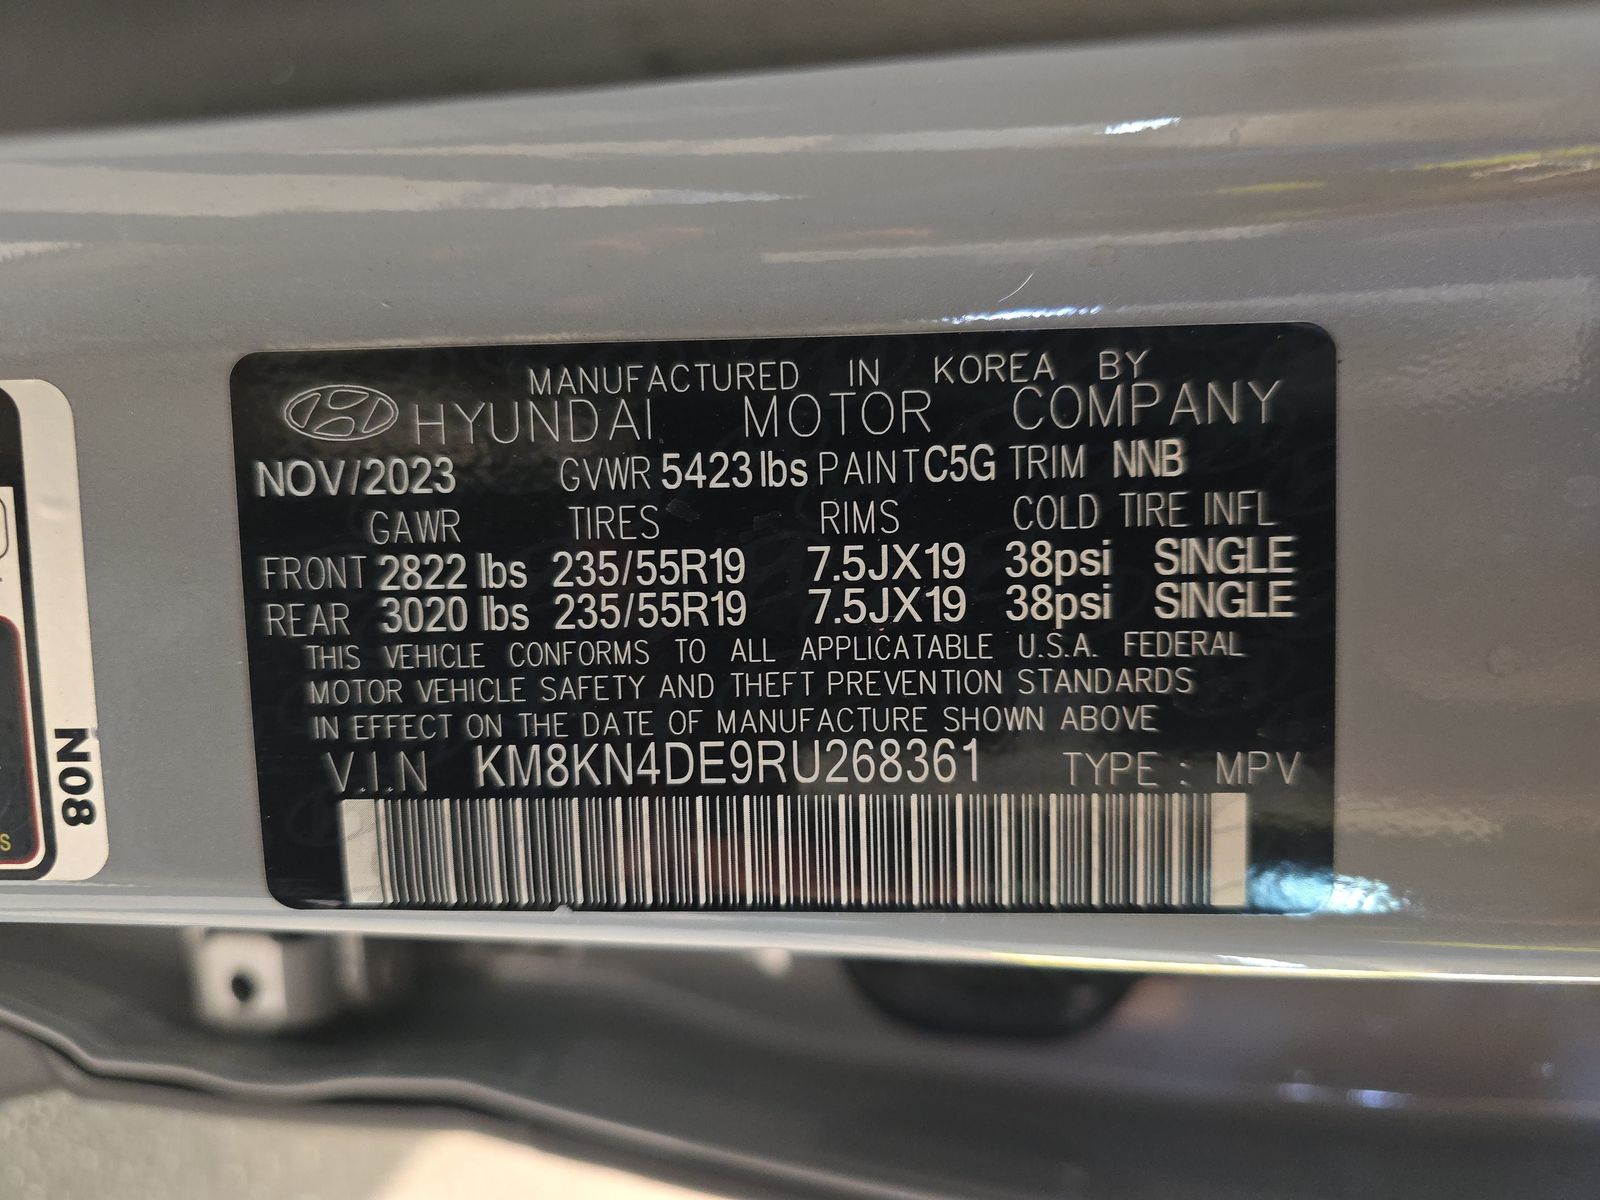 MANUFACTURED IN KOREA BY
HYUNDAI MOTOR COMPANY
NOV/2023 GVWR 5423lbs PAINT C5G TRIM NNB
GAWR TIRES RIMS COLD TIRE INFL
FRONT 2822 lbs 235/55R19 7.5JX19 38psi SINGLE
REAR 3020 lbs 235/55R19 7.5JX19 38psi SINGLE
THIS VEHICLE CONFORMS TO ALL APPLICATABLE U.S.A. FEDERAL
MOTOR VEHICLE SAFETY AND THEFT PREVENTION STANDARDS
IN EFFECT ON THE DATE OF MANUFACTURE SHOWN ABOVE
V.I.N KM8KN4DE9RU268361 TYPE : MPV
N08